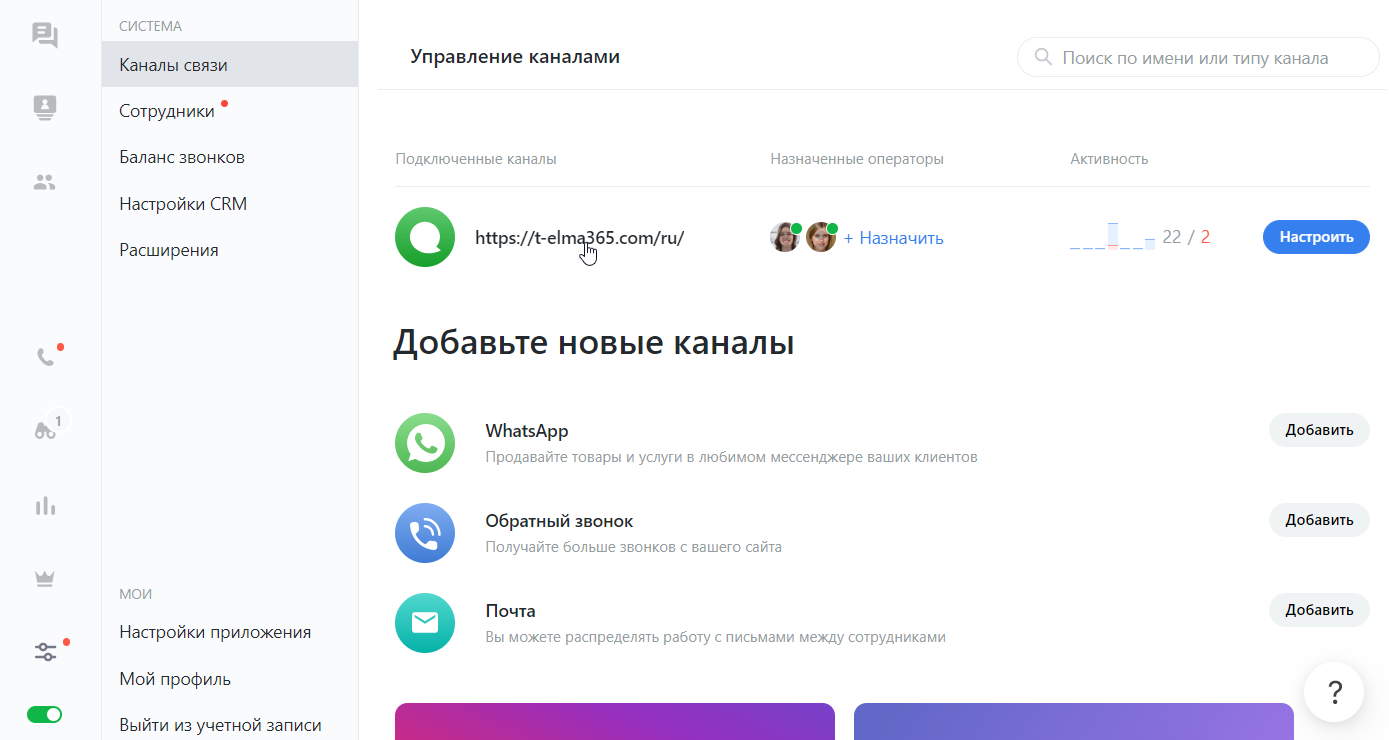 СИСТЕМА
Каналы связи
Сотрудники
Баланс звонков
Настройки CRM
Расширения
1
МОИ
Настройки приложения
Мой профиль
Выйти из учетной записи
Управление каналами
Поиск по имени или типу канала
Подключенные каналы
Назначенные операторы
Активность
https://t-elma365.com/ru/
+ Назначить
22 / 2
Настроить
Добавьте новые каналы
WhatsApp
Продавайте товары и услуги в любимом мессенджере ваших клиентов
Добавить
Обратный звонок
Получайте больше звонков с вашего сайта
Добавить
Почта
Вы можете распределять работу с письмами между сотрудниками
Добавить
?